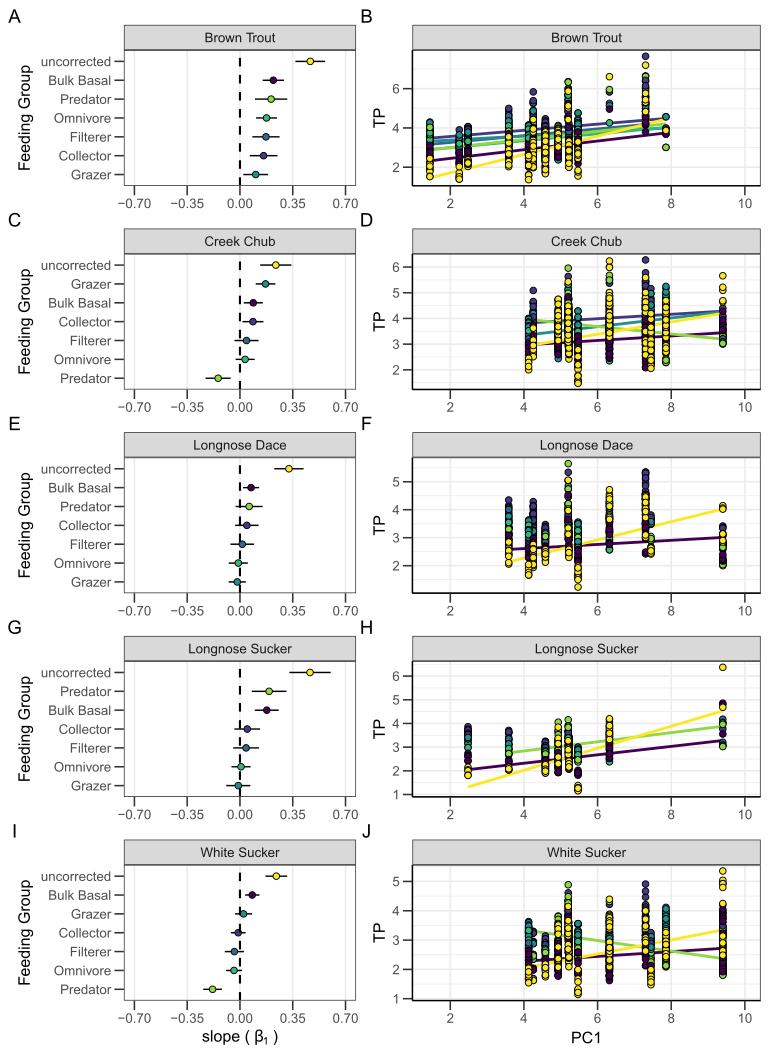 A
Brown Trout
Feeding Group
uncorrected
Bulk Basal
Predator
Omnivore
Filterer
Collector
Grazer
−0.70 −0.35 0.00 0.35 0.70
B
Brown Trout
TP
6
4
2
2 4 6 8 10
C
Creek Chub
Feeding Group
uncorrected
Grazer
Bulk Basal
Collector
Filterer
Omnivore
Predator
−0.70 −0.35 0.00 0.35 0.70
D
Creek Chub
TP
6
5
4
3
2
2 4 6 8 10
E
Longnose Dace
Feeding Group
uncorrected
Bulk Basal
Predator
Collector
Filterer
Omnivore
Grazer
−0.70 −0.35 0.00 0.35 0.70
F
Longnose Dace
TP
5
4
3
2
2 4 6 8 10
G
Longnose Sucker
Feeding Group
uncorrected
Predator
Bulk Basal
Collector
Filterer
Omnivore
Grazer
−0.70 −0.35 0.00 0.35 0.70
H
Longnose Sucker
TP
6
5
4
3
2
1
2 4 6 8 10
I
White Sucker
Feeding Group
uncorrected
Bulk Basal
Grazer
Collector
Filterer
Omnivore
Predator
−0.70 −0.35 0.00 0.35 0.70
slope ( β₁ )
J
White Sucker
TP
5
4
3
2
1
2 4 6 8 10
PC1